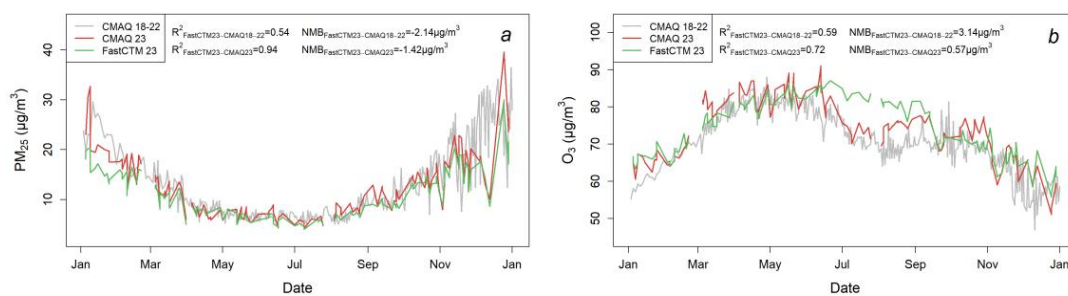 CMAQ 18-22 R²FastCTM23-CMAQ18-22=0.54 NMBFastCTM23-CMAQ18-22=-2.14µg/m³ a
CMAQ 23
FastCTM 23 R²FastCTM23-CMAQ23=0.94 NMBFastCTM23-CMAQ23=-1.42µg/m³
40
30
20
10
PM25 (µg/m³)
Jan Mar May Jul Sep Nov Jan
Date
CMAQ 18-22 R²FastCTM23-CMAQ18-22=0.59 NMBFastCTM23-CMAQ18-22=3.14µg/m³ b
CMAQ 23
FastCTM 23 R²FastCTM23-CMAQ23=0.72 NMBFastCTM23-CMAQ23=0.57µg/m³
100
90
80
70
60
50
O3 (µg/m³)
Jan Mar May Jul Sep Nov Jan
Date